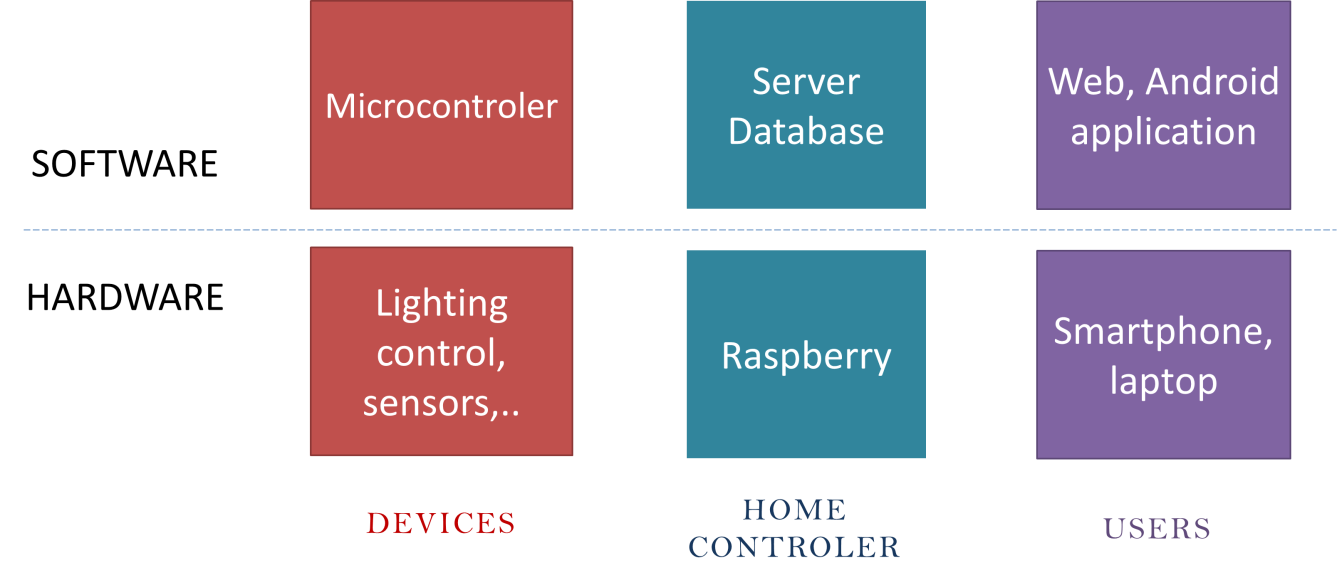 SOFTWARE
Microcontroler
Server
Database
Web, Android
application
HARDWARE
Lighting
control,
sensors,..
Raspberry
Smartphone,
laptop
DEVICES
HOME
CONTROLER
USERS